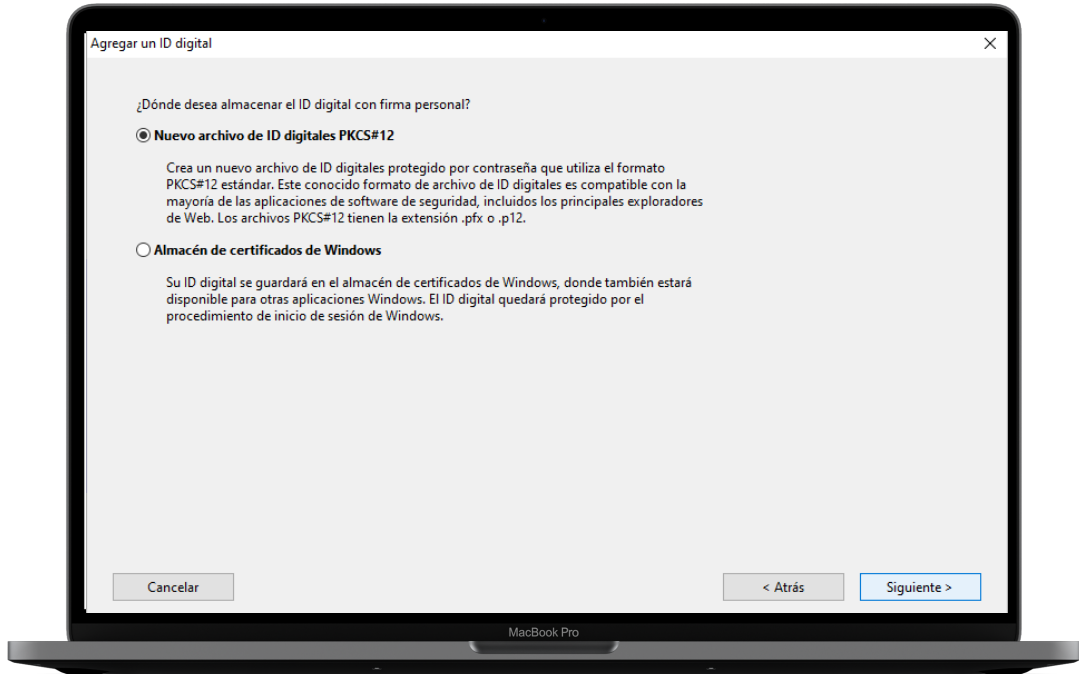 Agregar un ID digital
¿Dónde desea almacenar el ID digital con firma personal?
Nuevo archivo de ID digitales PKCS#12
Crea un nuevo archivo de ID digitales protegido por contraseña que utiliza el formato
PKCS#12 estándar. Este conocido formato de archivo de ID digitales es compatible con la
mayoría de las aplicaciones de software de seguridad, incluidos los principales exploradores
de Web. Los archivos PKCS#12 tienen la extensión .pfx o .p12.
Almacén de certificados de Windows
Su ID digital se guardará en el almacén de certificados de Windows, donde también estará
disponible para otras aplicaciones Windows. El ID digital quedará protegido por el
procedimiento de inicio de sesión de Windows.
Cancelar
< Atrás
Siguiente >
MacBook Pro